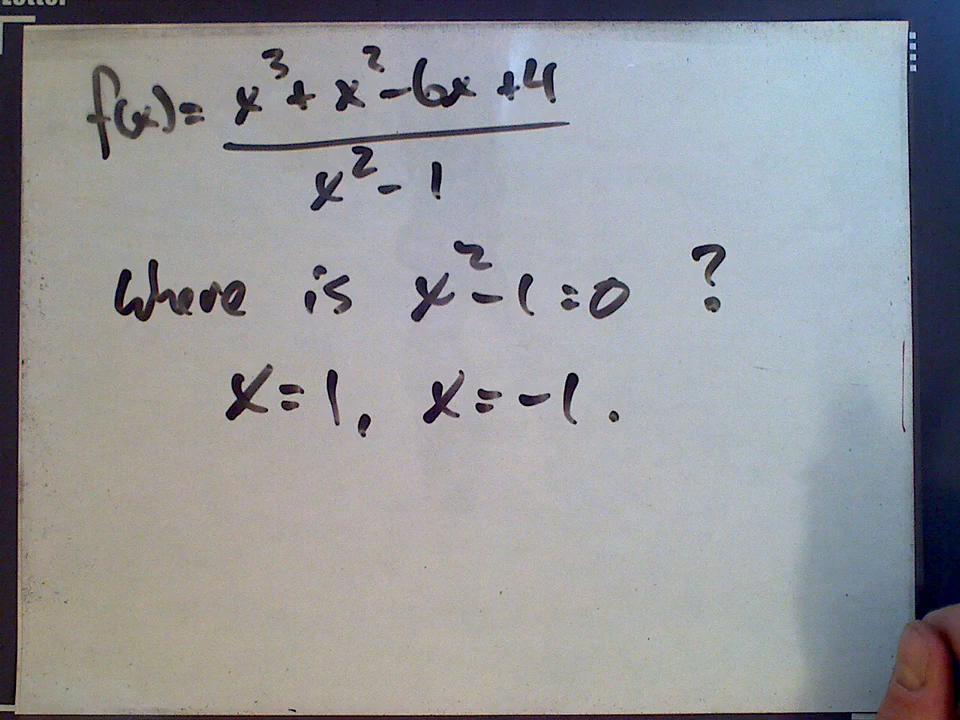 f(x) = x³ + x² - 6x + 4
x² - 1
Where is x² - 1 = 0 ?
x = 1, x = -1.